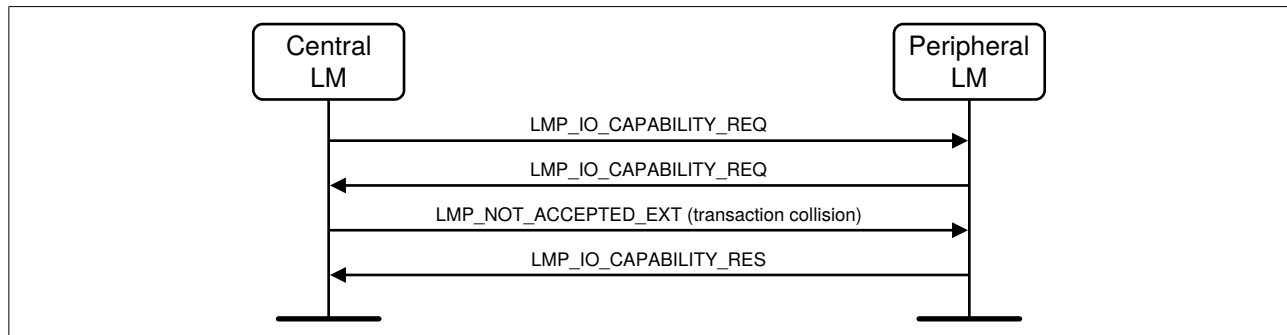 Central
LM
Peripheral
LM
LMP_IO_CAPABILITY_REQ
LMP_IO_CAPABILITY_REQ
LMP_NOT_ACCEPTED_EXT (transaction collision)
LMP_IO_CAPABILITY_RES